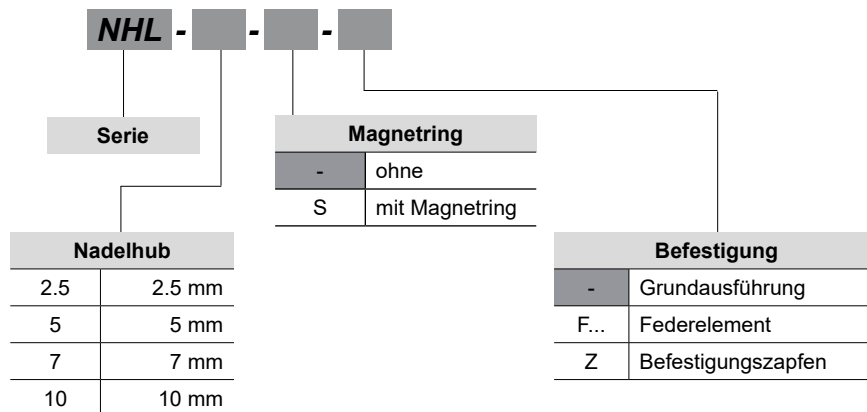 NHL - - -
Serie
Magnetring
- ohne
S mit Magnetring
Nadelhub
2.5 2.5 mm
5 5 mm
7 7 mm
10 10 mm
Befestigung
- Grundausführung
F... Federelement
Z Befestigungszapfen